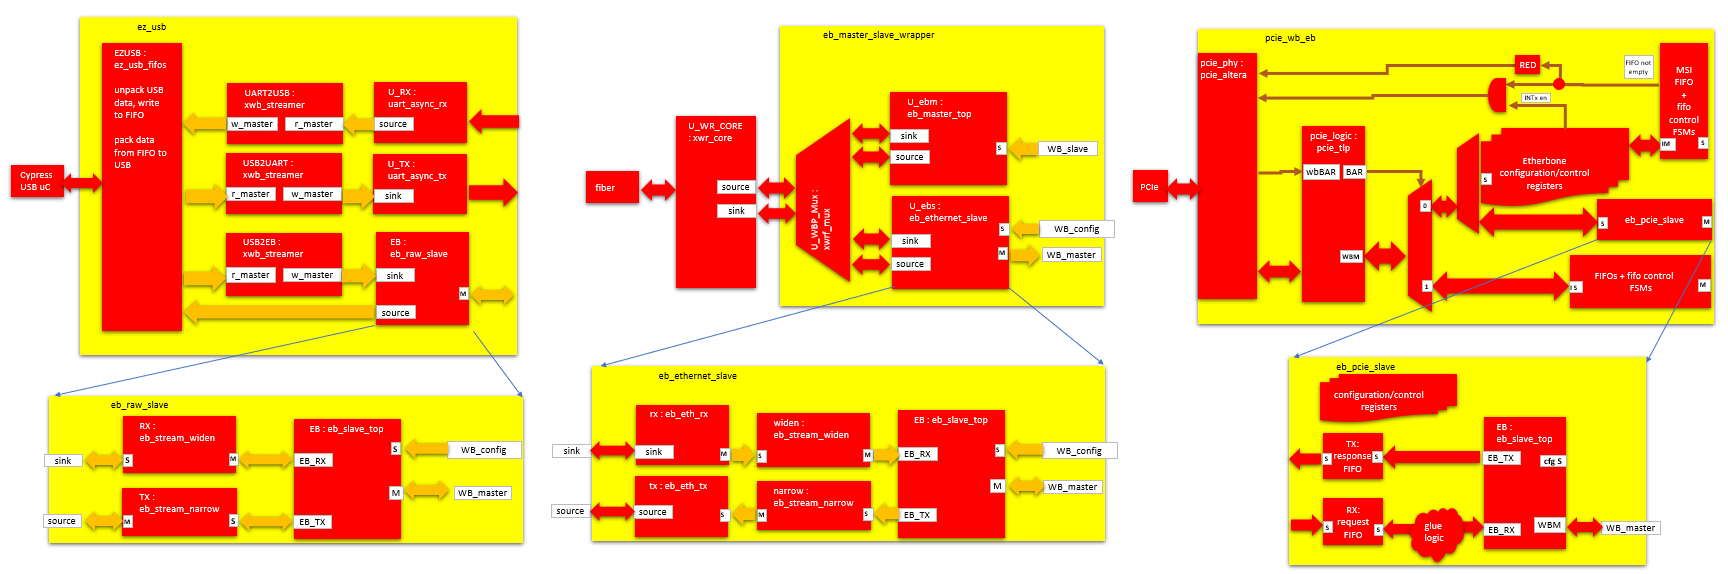 ez_usb
EZUSB :
ez_usb_fifos
unpack USB
data, write
to FIFO
pack data
from FIFO to
USB
UART2USB :
xwb_streamer
w_master
r_master
U_RX :
uart_async_rx
source
USB2UART :
xwb_streamer
r_master
w_master
U_TX :
uart_async_tx
sink
USB2EB :
xwb_streamer
r_master
w_master
EB :
eb_raw_slave
sink
M
source
Cypress
USB uC
eb_raw_slave
RX :
eb_stream_widen
S
M
TX :
eb_stream_narrow
M
S
EB : eb_slave_top
S
EB_RX
M
EB_TX
sink
source
WB_config
WB_master
eb_master_slave_wrapper
fiber
U_WR_CORE
: xwr_core
source
sink
U_WBP_Mux :
xwrf_mux
U_ebm :
eb_master_top
sink
source
S
WB_slave
U_ebs :
eb_ethernet_slave
sink
source
S
M
WB_config
WB_master
eb_ethernet_slave
rx : eb_eth_rx
sink
M
tx : eb_eth_tx
source
S
widen :
eb_stream_widen
S
M
narrow :
eb_stream_narrow
M
S
EB : eb_slave_top
EB_RX
S
M
EB_TX
sink
source
WB_config
WB_master
pcie_wb_eb
PCIe
pcie_phy :
pcie_altera
RED
FIFO not
empty
INTx en
MSI
FIFO
+
fifo
control
FSMs
IM
S
pcie_logic :
pcie_tlp
wbBAR
BAR
WBM
0
1
Etherbone
configuration/control
registers
S
eb_pcie_slave
S
M
FIFOs + fifo control
FSMs
I S
M
eb_pcie_slave
configuration/control
registers
TX:
response
FIFO
S
S
RX:
request
FIFO
S
S
glue
logic
EB:
eb_slave_top
EB_TX
cfg S
EB_RX
WBM
WB_master